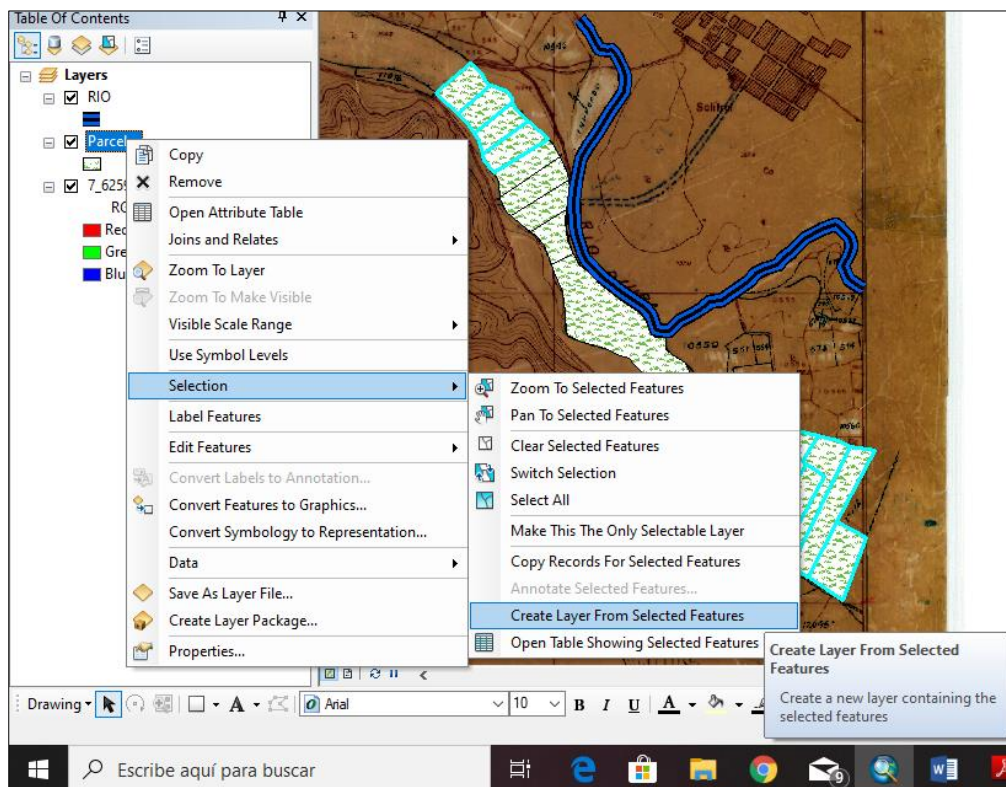 Table Of Contents
Layers
RIO
Parcel
7_6259
RG
Red
Gre
Blu
Copy
Remove
Open Attribute Table
Joins and Relates
Zoom To Layer
Zoom To Make Visible
Visible Scale Range
Use Symbol Levels
Selection
Label Features
Edit Features
Convert Labels to Annotation...
Convert Features to Graphics...
Convert Symbology to Representation...
Data
Save As Layer File...
Create Layer Package...
Properties...
Zoom To Selected Features
Pan To Selected Features
Clear Selected Features
Switch Selection
Select All
Make This The Only Selectable Layer
Copy Records For Selected Features
Annotate Selected Features...
Create Layer From Selected Features
Open Table Showing Selected Features
Create Layer From Selected
Features
Create a new layer containing the
selected features
RIO
10550
Drawing
A
Arial
10
B I U A
Escribe aquí para buscar
9